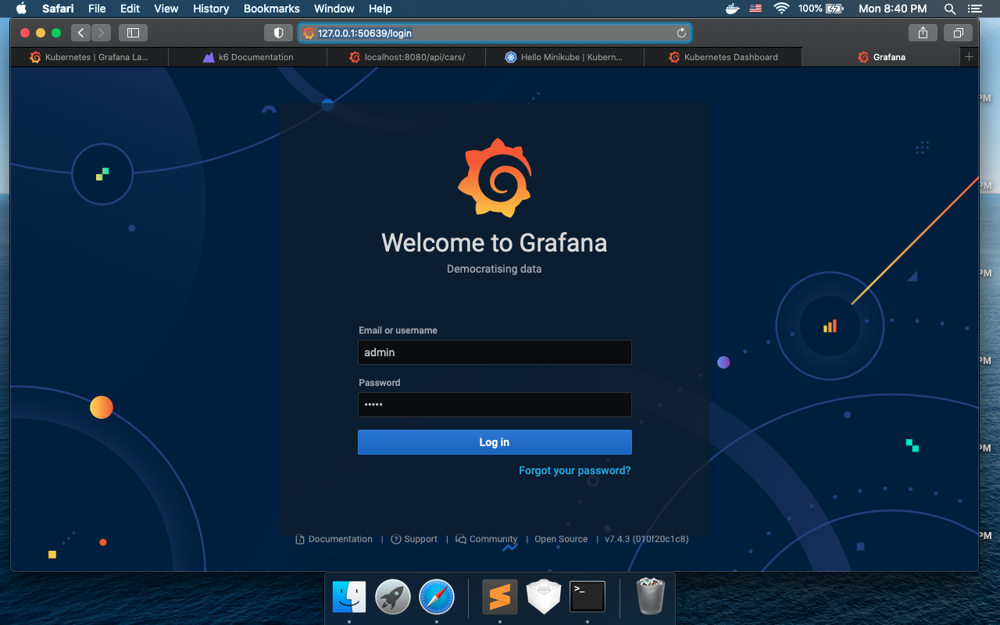 Safari File Edit View History Bookmarks Window Help 100% Mon 8:40 PM
127.0.0.1:50639/login
Kubernetes | Grafana La... k6 Documentation localhost:8080/api/cars/ Hello Minikube | Kubern... Kubernetes Dashboard Grafana
PM
PM
Welcome to Grafana
Democratising data
PM
Email or username
admin
PM
Password
•••••
Log in
PM
Forgot your password?
PM
Documentation | Support | Community | Open Source | v7.4.3 (010f20c1c8)
>_